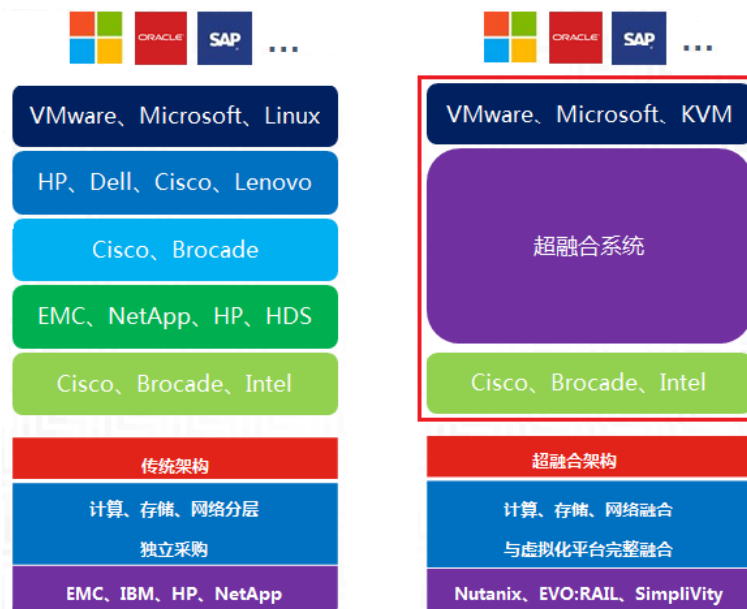 ORACLE
SAP
...
VMware、Microsoft、Linux
HP、Dell、Cisco、Lenovo
Cisco、Brocade
EMC、NetApp、HP、HDS
Cisco、Brocade、Intel
传统架构
计算、存储、网络分层
独立采购
EMC、IBM、HP、NetApp
ORACLE
SAP
...
VMware、Microsoft、KVM
超融合系统
Cisco、Brocade、Intel
超融合架构
计算、存储、网络融合
与虚拟化平台完整融合
Nutanix、EVO:RAIL、SimpliVity